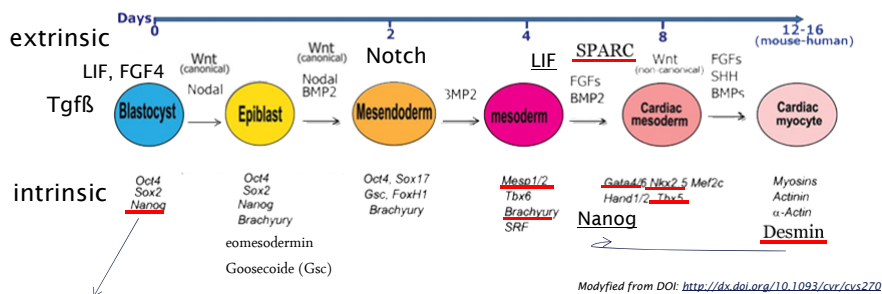 Days
0
2
4
8
12-16
(mouse-human)
extrinsic
LIF, FGF4
Tgfß
Wnt
(canonical)
Nodal
Wnt
(canonical)
Nodal
BMP2
Notch
BMP2
LIF
SPARC
FGFs
BMP2
Wnt
(non-canonical)
FGFs
SHH
BMPs
Blastocyst
Epiblast
Mesendoderm
mesoderm
Cardiac
mesoderm
Cardiac
myocyte
intrinsic
Oct4
Sox2
Nanog
Oct4
Sox2
Nanog
Brachyury
eomesodermin
Goosecoide (Gsc)
Oct4, Sox17
Gsc, FoxH1
Brachyury
Mesp1/2
Tbx6
Brachyury
SRF
Gata4/6 Nkx2.5 Mef2c
Hand1/2 Tbx5
Nanog
Myosins
Actinin
α-Actin
Desmin
Modyfied from DOI: http://dx.doi.org/10.1093/cvr/cvs270